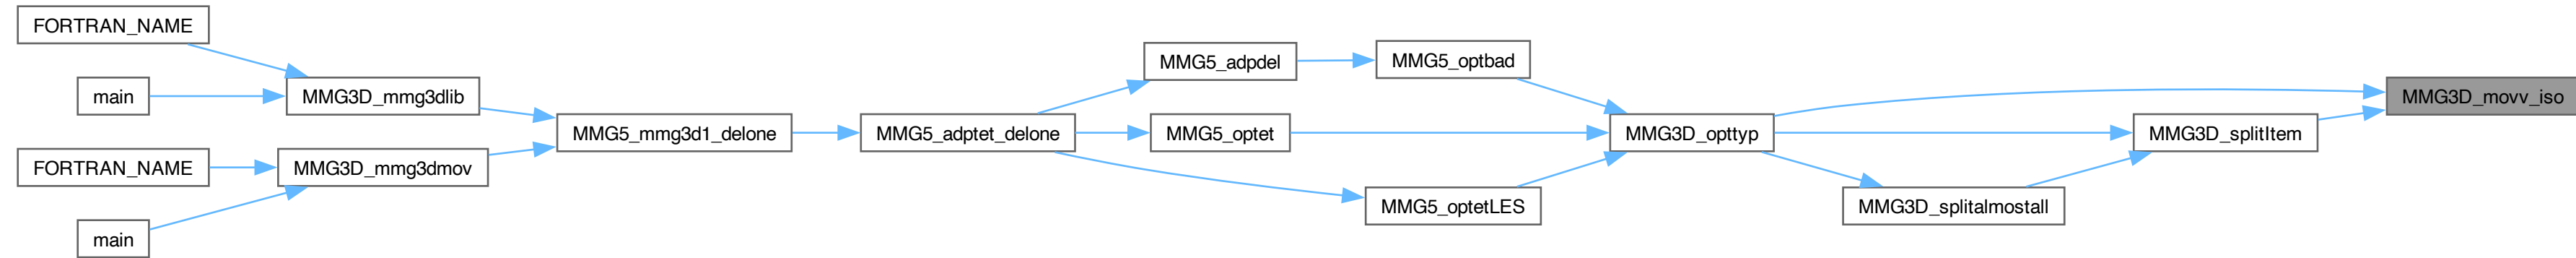 FORTRAN_NAME
main
MMG3D_mmg3dlib
FORTRAN_NAME
MMG3D_mmg3dmov
main
MMG5_mmg3d1_delone
MMG5_adptet_delone
MMG5_adpdel
MMG5_optbad
MMG5_optet
MMG5_optetLES
MMG3D_opttyp
MMG3D_splitItem
MMG3D_splitalmostall
MMG3D_movv_iso